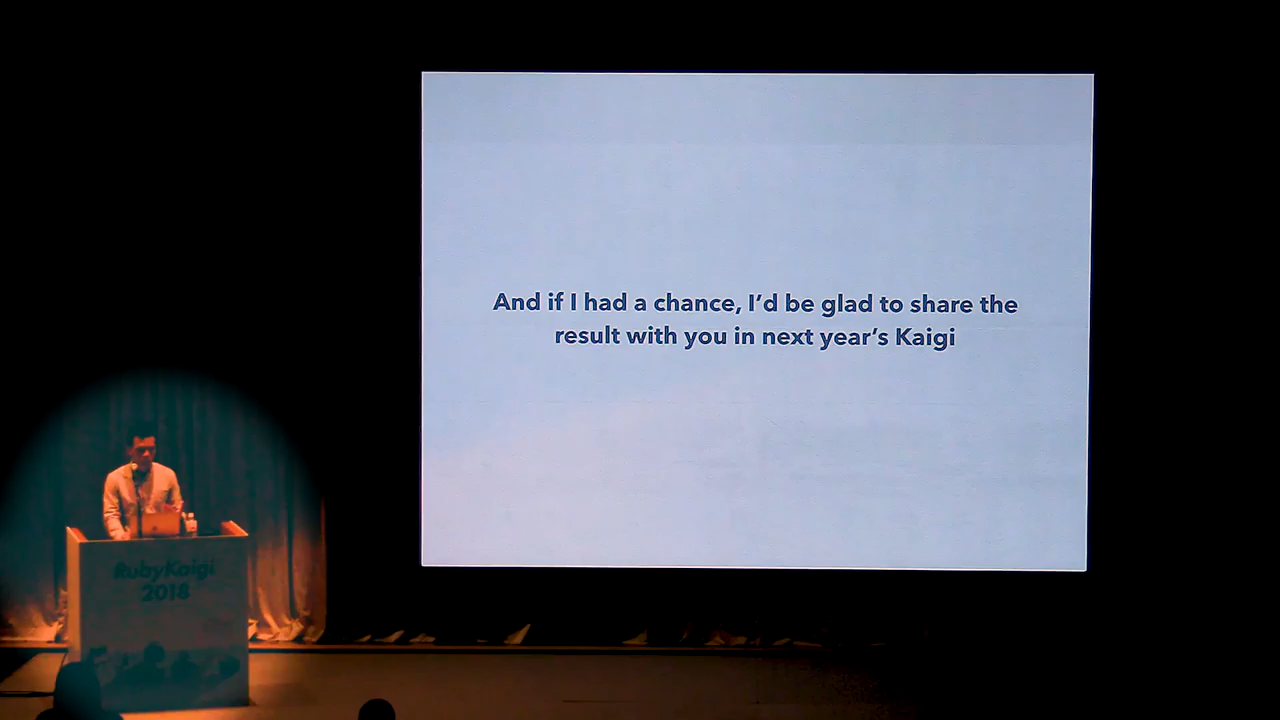 And if I had a chance, I’d be glad to share the
result with you in next year’s Kaigi
RubyKaigi
2018